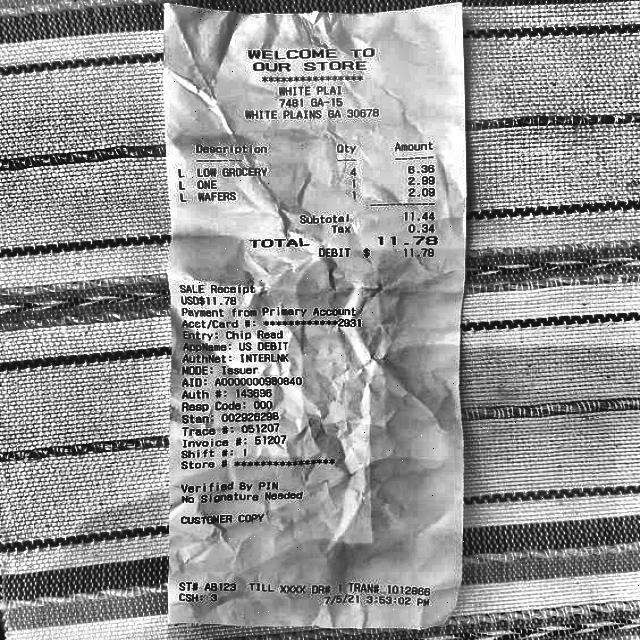 WELCOME TO
OUR STORE
****************
WHITE PLAI
7481 GA-15
WHITE PLAINS GA 30678
Description Qty Amount
L LOW GROCERY 4 6.36
L ONE 1 2.99
L WAFERS 1 2.09
Subtotal 11.44
Tax 0.34
TOTAL 11.78
DEBIT $ 11.78
SALE Receipt
USD$11.78
Payment from Primary Account
Acct/Card #: ************2931
Entry: Chip Read
AppName: US DEBIT
AuthNet: INTERLNK
MODE: Issuer
AID: A0000000980840
Auth #: 143696
Resp Code: 000
Stan: 002926296
Trace #: 051207
Invoice #: 51207
Shift #: 1
Store # ****************
Verified By PIN
No Signature Needed
CUSTOMER COPY
ST# AB123 TILL XXXX DR# 1 TRAN# 1012868
CSH: 3 7/5/21 3:53:02 PM